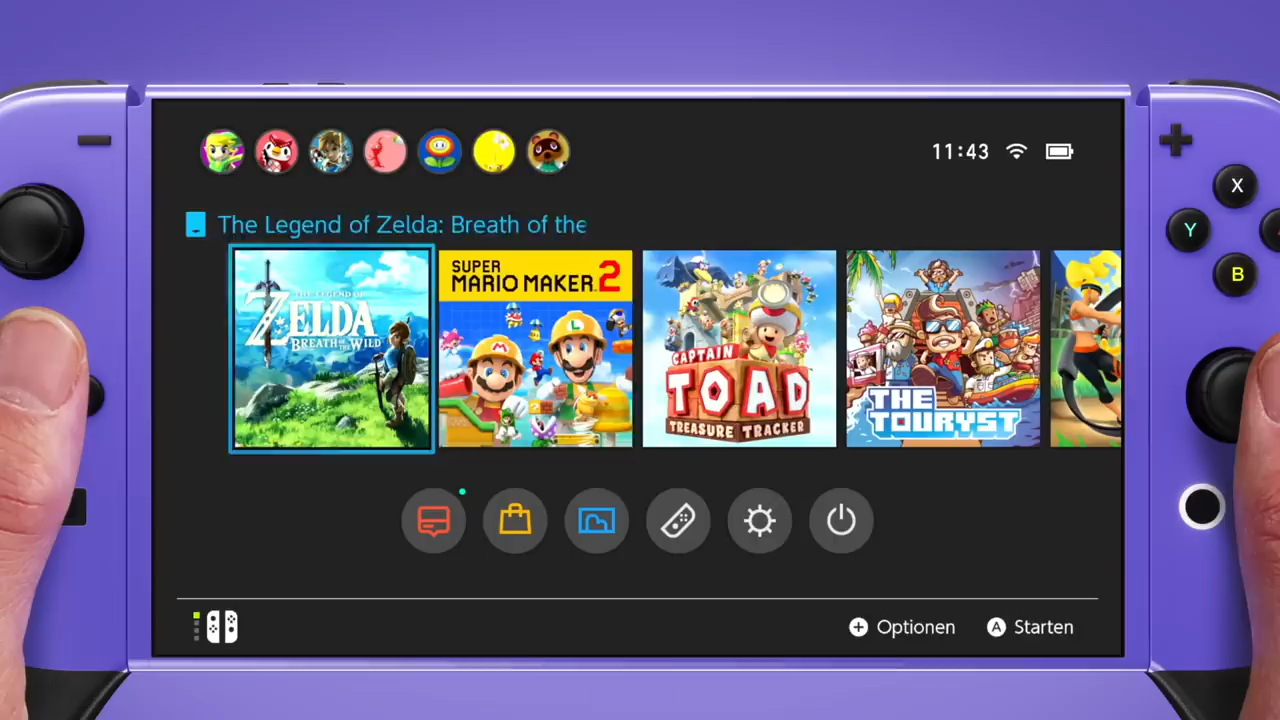 11:43
The Legend of Zelda: Breath of the
THE LEGEND OF
ZELDA
BREATH OF THE WILD
SUPER
MARIO MAKER 2
CAPTAIN
TOAD
TREASURE TRACKER
THE
TOURYST
Optionen
Starten
X
Y
B
M
L
A